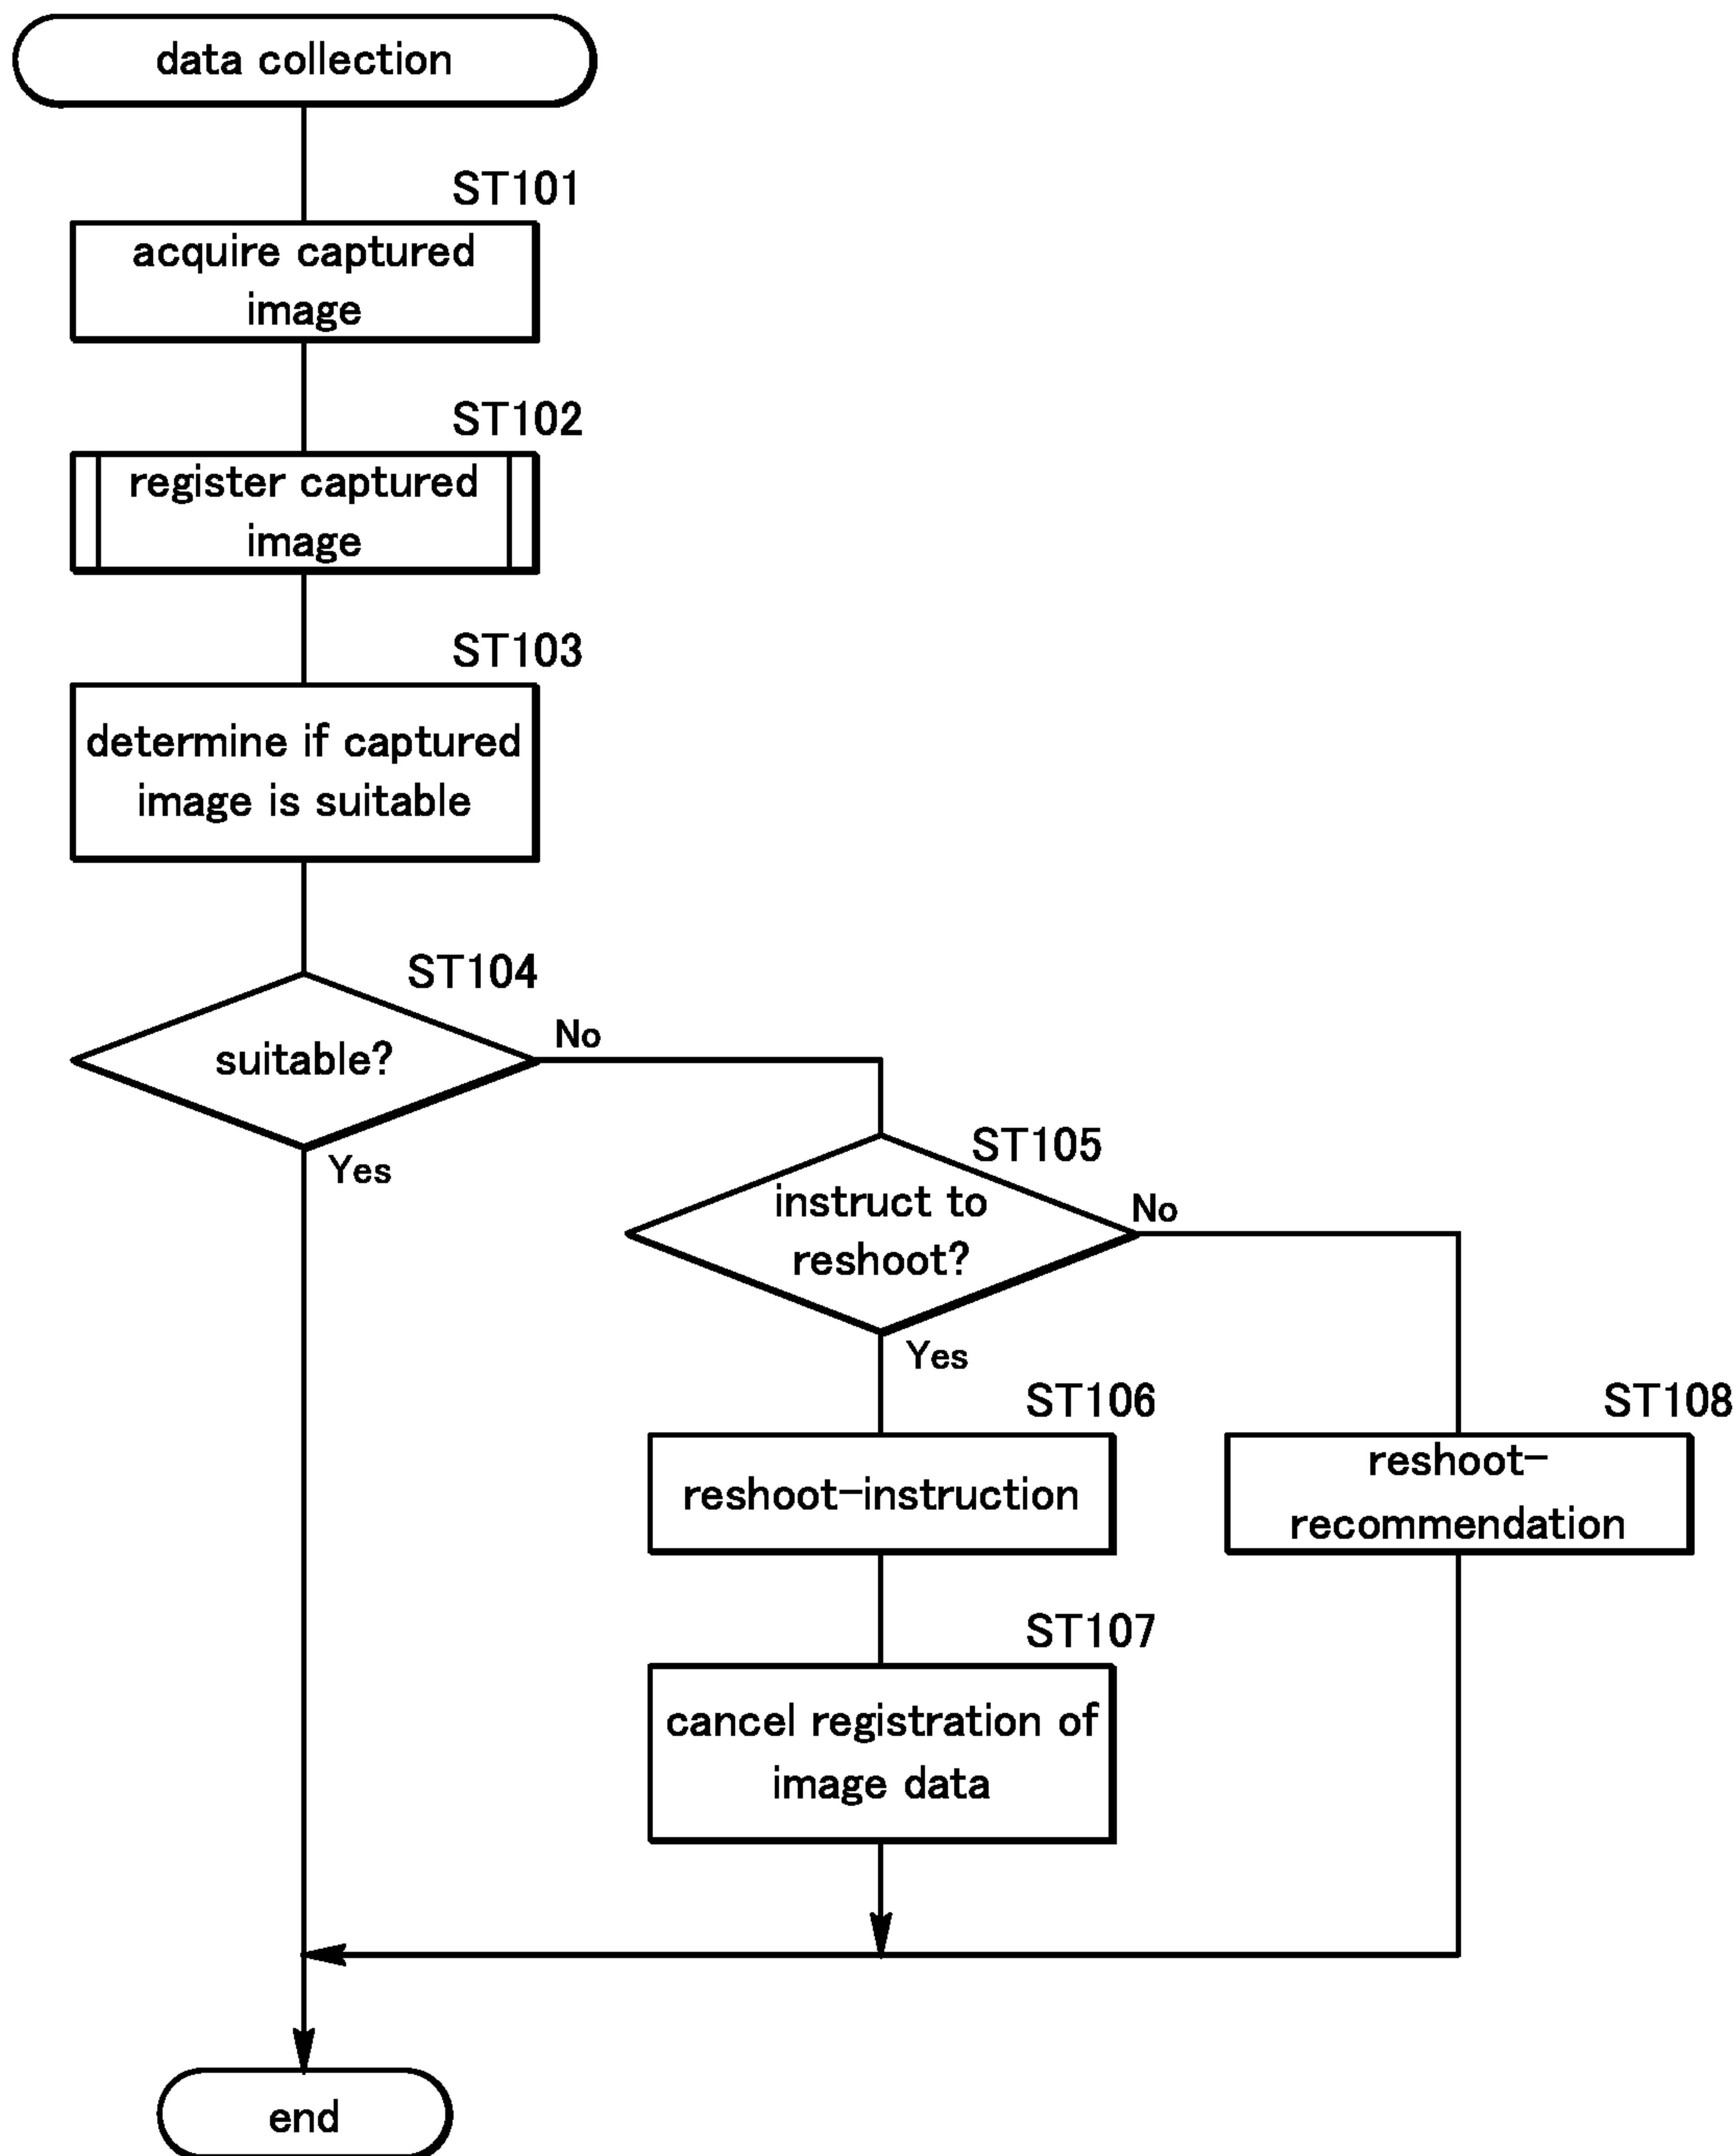 data collection
ST101
acquire captured
image
ST102
register captured
image
ST103
determine if captured
image is suitable
ST104
suitable?
No
Yes
ST105
instruct to
reshoot?
No
Yes
ST106
reshoot-instruction
ST108
reshoot-
recommendation
ST107
cancel registration of
image data
end